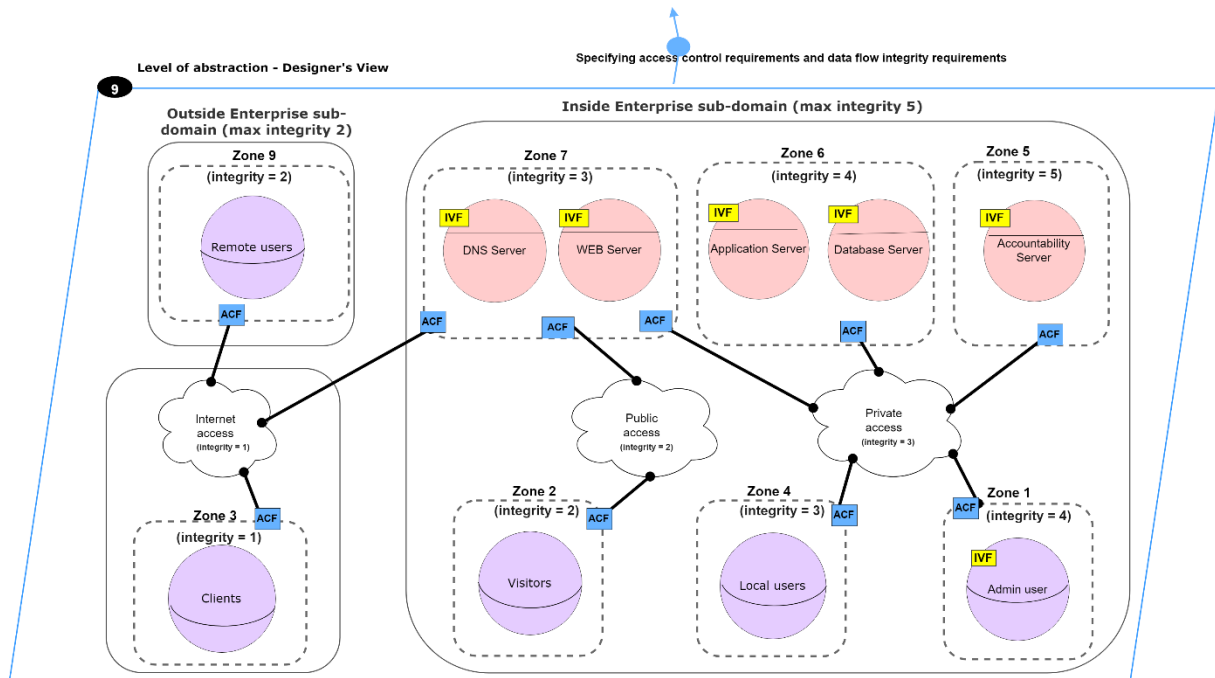 Specifying access control requirements and data flow integrity requirements
Level of abstraction - Designer's View
9
Outside Enterprise sub-
domain (max integrity 2)
Inside Enterprise sub-domain (max integrity 5)
Zone 9
(integrity = 2)
Remote users
ACF
Zone 7
(integrity = 3)
IVF
DNS Server
IVF
WEB Server
ACF
ACF
ACF
Zone 6
(integrity = 4)
IVF
Application Server
IVF
Database Server
ACF
Zone 5
(integrity = 5)
IVF
Accountability
Server
ACF
Internet
access
(integrity = 1)
Public
access
(integrity = 2)
Private
access
(integrity = 3)
Zone 3
(integrity = 1)
ACF
Clients
Zone 2
(integrity = 2)
ACF
Visitors
Zone 4
(integrity = 3)
ACF
Local users
Zone 1
(integrity = 4)
ACF
IVF
Admin user